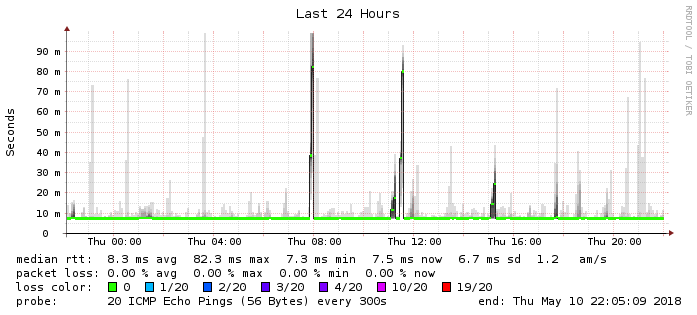 Last 24 Hours
RRDTOOL / TOBI OETIKER
Seconds
90 m
80 m
70 m
60 m
50 m
40 m
30 m
20 m
10 m
0
Thu 00:00 Thu 04:00 Thu 08:00 Thu 12:00 Thu 16:00 Thu 20:00
median rtt: 8.3 ms avg 82.3 ms max 7.3 ms min 7.5 ms now 6.7 ms sd 1.2 am/s
packet loss: 0.00 % avg 0.00 % max 0.00 % min 0.00 % now
loss color: 0 1/20 2/20 3/20 4/20 10/20 19/20
probe: 20 ICMP Echo Pings (56 Bytes) every 300s end: Thu May 10 22:05:09 2018